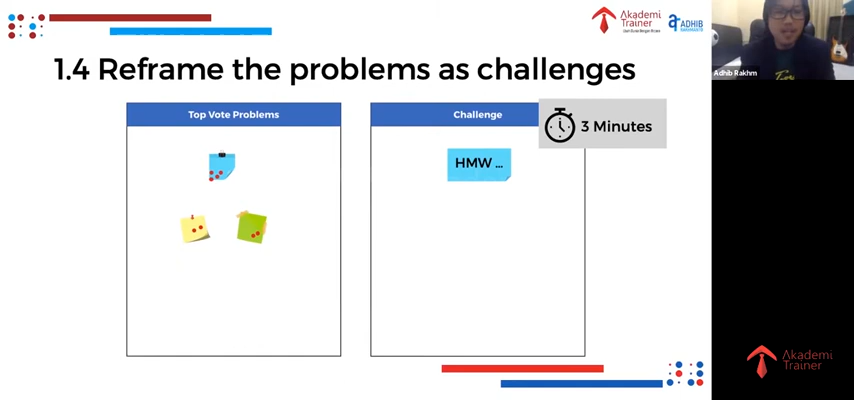 Akademi
Trainer
ADHIB
1.4 Reframe the problems as challenges
Adhib Rakhm
Top Vote Problems
Challenge
3 Minutes
HMW ...
Akademi
Trainer